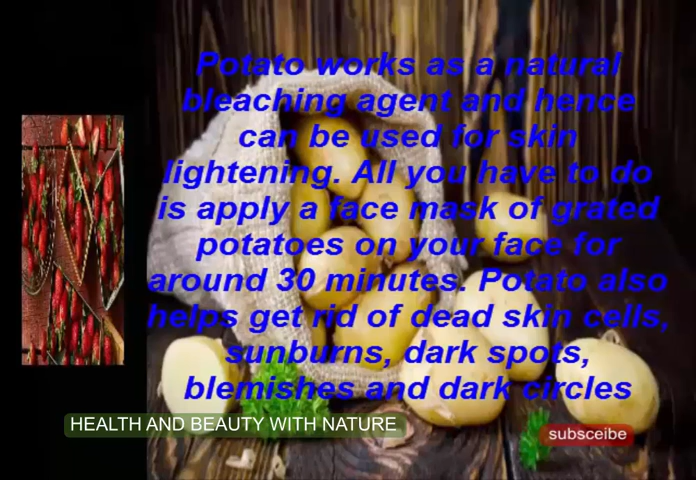 Potato works as a natural
bleaching agent and hence
can be used for skin
lightening. All you have to do
is apply a face mask of grated
potatoes on your face for
around 30 minutes. Potato also
helps get rid of dead skin cells,
sunburns, dark spots,
blemishes and dark circles
HEALTH AND BEAUTY WITH NATURE
subsceibe